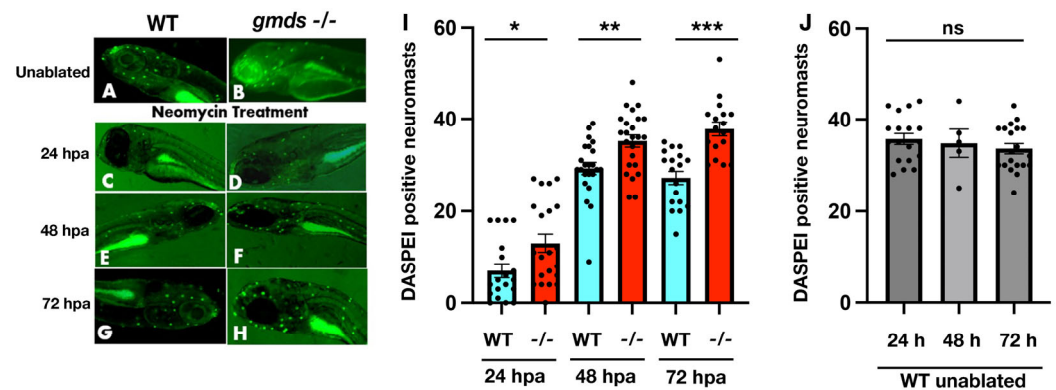 WT
gmds -/-
Unablated
A
B
Neomycin Treatment
24 hpa
C
D
48 hpa
E
F
72 hpa
G
H
I
DASPEI positive neuromasts
60
40
20
0
*
**
***
WT -/- WT -/- WT -/-
24 hpa 48 hpa 72 hpa
J
DASPEI positive neuromasts
60
40
20
0
ns
24 h 48 h 72 h
WT unablated